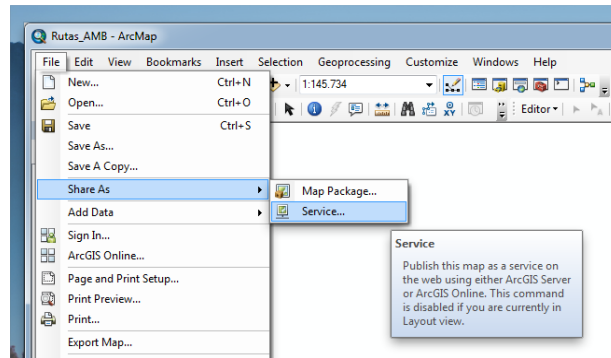 Rutas_AMB - ArcMap
File Edit View Bookmarks Insert Selection Geoprocessing Customize Windows Help
New... Ctrl+N
1:145.734
Open... Ctrl+O
Editor
Save Ctrl+S
Save As...
Save A Copy...
Share As
Map Package...
Add Data
Service...
Sign In...
ArcGIS Online...
Page and Print Setup...
Print Preview...
Print...
Export Map...
Service
Publish this map as a service on
the web using either ArcGIS Server
or ArcGIS Online. This command
is disabled if you are currently in
Layout view.